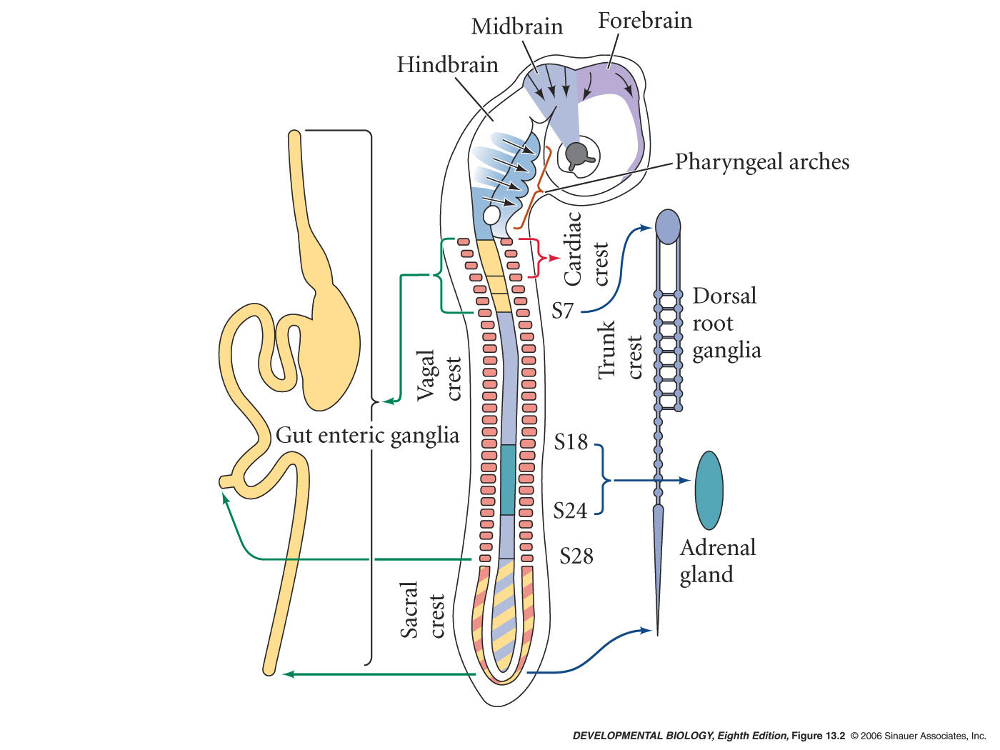 Forebrain
Midbrain
Hindbrain
Pharyngeal arches
Cardiac
crest
S7
Dorsal
root
ganglia
Trunk
crest
Vagal
crest
Gut enteric ganglia
S18
S24
S28
Adrenal
gland
Sacral
crest
DEVELOPMENTAL BIOLOGY, Eighth Edition, Figure 13.2 © 2006 Sinauer Associates, Inc.